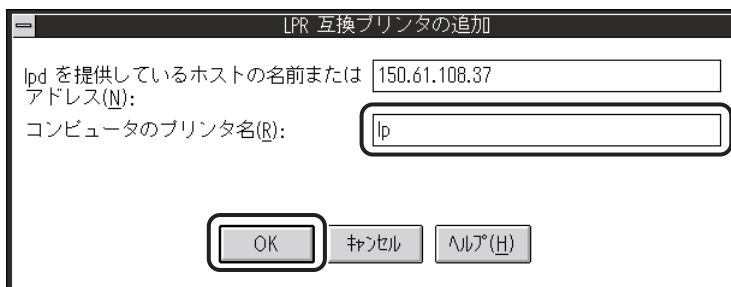 LPR 互換プリンタの追加
lpd を提供しているホストの名前または 150.61.108.37
アドレス(N):
コンピュータのプリンタ名(R): lp
OK ｷｬﾝｾﾙ ﾍﾙﾌﾟ(H)